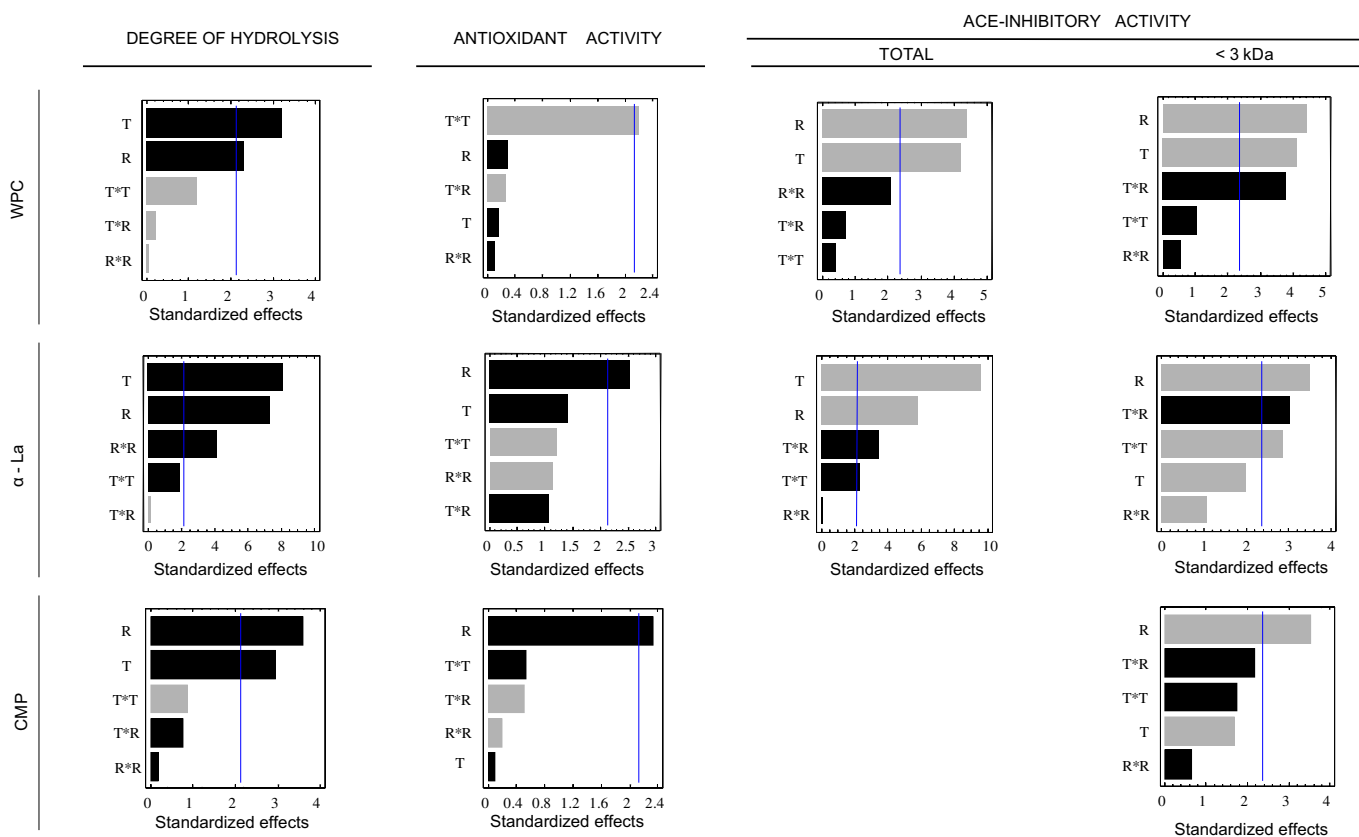 ACE-INHIBITORY ACTIVITY
DEGREE OF HYDROLYSIS
ANTIOXIDANT ACTIVITY
TOTAL
< 3 kDa
WPC
T
R
T*T
T*R
R*R
0 1 2 3 4
Standardized effects
T*T
R
T*R
T
R*R
0 0.4 0.8 1.2 1.6 2 2.4
Standardized effects
R
T
R*R
T*R
T*T
0 1 2 3 4 5
Standardized effects
R
T
T*R
T*T
R*R
0 1 2 3 4 5
Standardized effects
α - La
T
R
R*R
T*T
T*R
0 2 4 6 8 10
Standardized effects
R
T
T*T
R*R
T*R
0 0.5 1 1.5 2 2.5 3
Standardized effects
T
R
T*R
T*T
R*R
0 2 4 6 8 10
Standardized effects
R
T*R
T*T
T
R*R
0 1 2 3 4
Standardized effects
CMP
R
T
T*T
T*R
R*R
0 1 2 3 4
Standardized effects
R
T*T
T*R
R*R
T
0 0.4 0.8 1.2 1.6 2 2.4
Standardized effects
R
T*R
T*T
T
R*R
0 1 2 3 4
Standardized effects